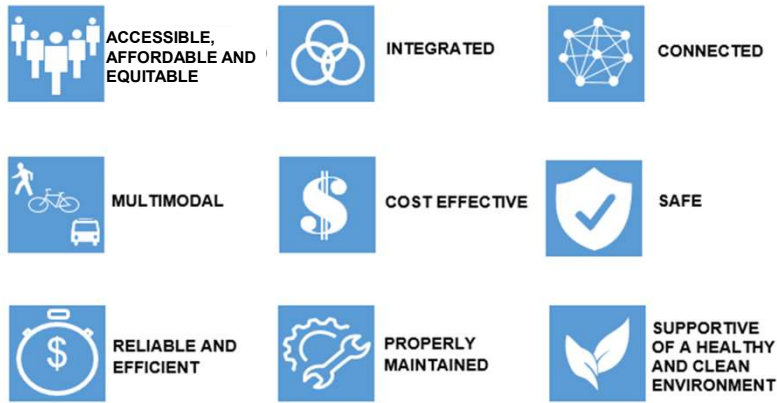 ACCESSIBLE,
AFFORDABLE AND
EQUITABLE
INTEGRATED
CONNECTED
MULTIMODAL
$
COST EFFECTIVE
SAFE
$
RELIABLE AND
EFFICIENT
PROPERLY
MAINTAINED
SUPPORTIVE
OF A HEALTHY
AND CLEAN
ENVIRONMENT